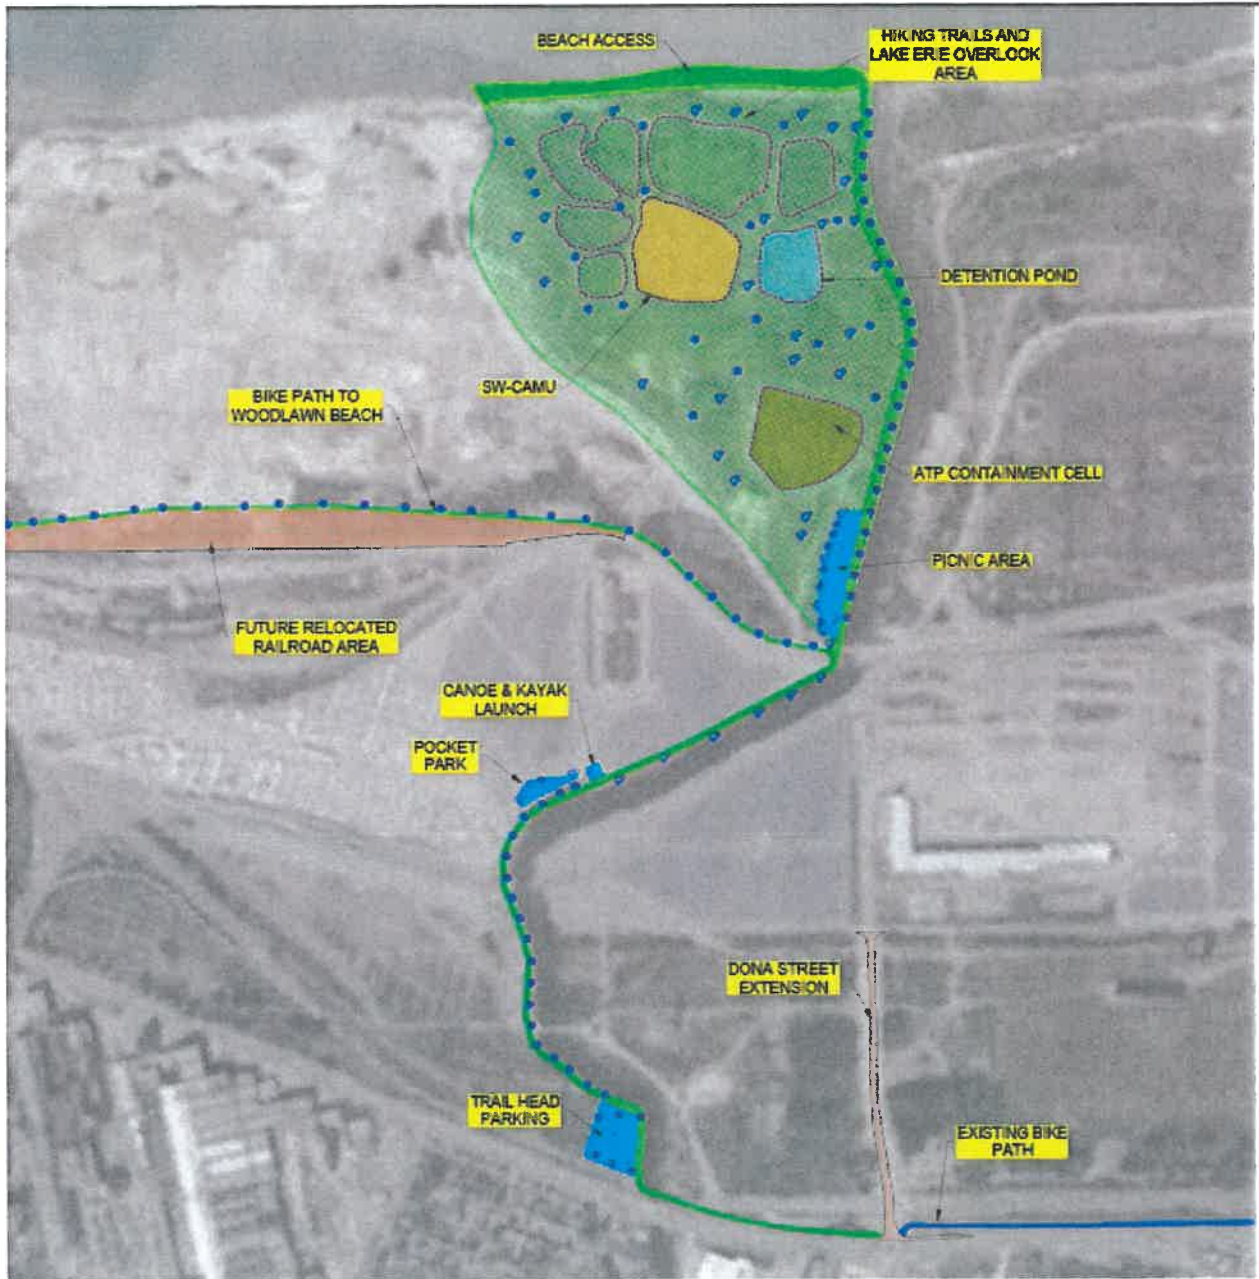 BEACH ACCESS
HIKING TRAILS AND
LAKE ERIE OVERLOOK
AREA
DETENTION POND
SW-CAMU
BIKE PATH TO
WOODLAWN BEACH
ATP CONTAINMENT CELL
PICNIC AREA
FUTURE RELOCATED
RAILROAD AREA
CANOE & KAYAK
LAUNCH
POCKET
PARK
DONA STREET
EXTENSION
TRAIL HEAD
PARKING
EXISTING BIKE
PATH